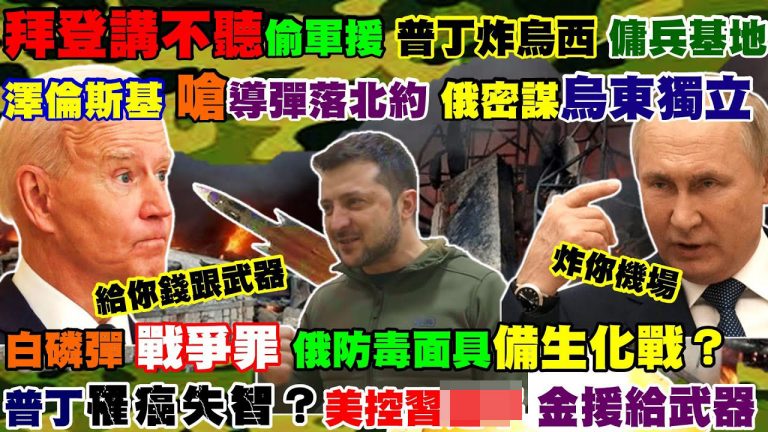 拜登講不聽偷軍援 普丁炸烏西 傭兵基地
澤倫斯基 嗆導彈落北約 俄密謀烏東獨立
給你錢跟武器
炸你機場
白磷彈 戰爭罪 俄防毒面具備生化戰？
普丁罹癌失智？美控習 金援給武器